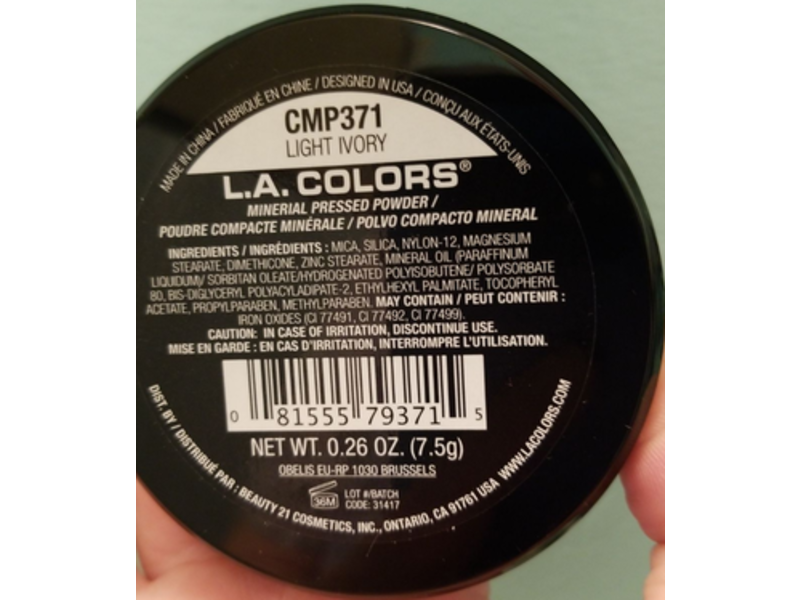 MADE IN CHINA / FABRIQUÉ EN CHINE / DESIGNED IN USA / CONÇU AUX ÉTATS-UNIS
CMP371
LIGHT IVORY
L.A. COLORS®
MINERIAL PRESSED POWDER /
POUDRE COMPACTE MINÉRALE / POLVO COMPACTO MINERAL
INGREDIENTS / INGRÉDIENTS : MICA, SILICA, NYLON-12, MAGNESIUM
STEARATE, DIMETHICONE, ZINC STEARATE, MINERAL OIL (PARAFFINUM
LIQUIDUM)/ SORBITAN OLEATE/HYDROGENATED POLYISOBUTENE/ POLYSORBATE
80, BIS-DIGLYCERYL POLYACYLADIPATE-2, ETHYLHEXYL PALMITATE, TOCOPHERYL
ACETATE, PROPYLPARABEN, METHYLPARABEN. MAY CONTAIN / PEUT CONTENIR :
IRON OXIDES (CI 77491, CI 77492, CI 77499).
CAUTION: IN CASE OF IRRITATION, DISCONTINUE USE.
MISE EN GARDE : EN CAS D'IRRITATION, INTERROMPRE L'UTILISATION.
0 81555 79371 5
NET WT. 0.26 OZ. (7.5g)
OBELIS EU-RP 1030 BRUSSELS
36M
LOT #/BATCH
CODE: 31417
DIST. BY / DISTRIBUÉ PAR : BEAUTY 21 COSMETICS, INC., ONTARIO, CA 91761 USA WWW.LACOLORS.COM